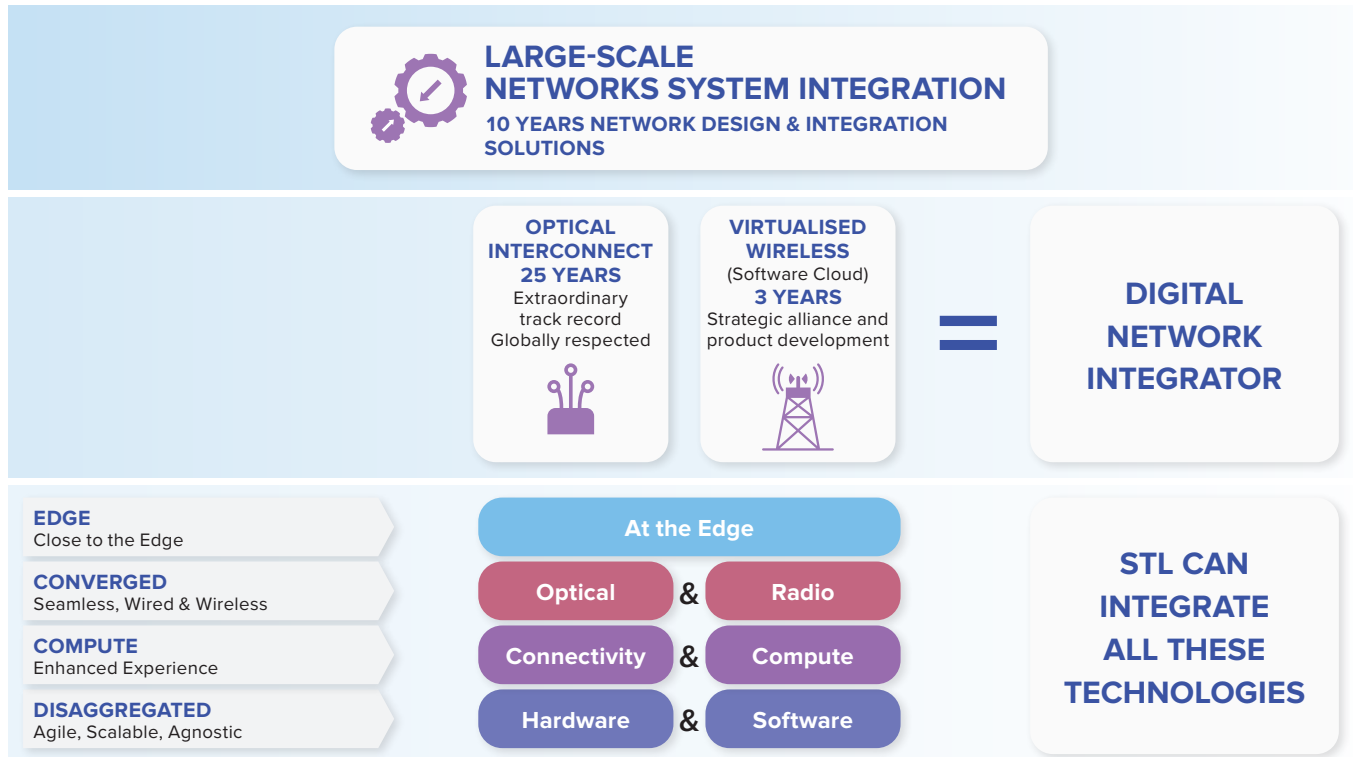 LARGE-SCALE
NETWORKS SYSTEM INTEGRATION
10 YEARS NETWORK DESIGN & INTEGRATION
SOLUTIONS
OPTICAL
INTERCONNECT
25 YEARS
Extraordinary
track record
Globally respected
VIRTUALISED
WIRELESS
(Software Cloud)
3 YEARS
Strategic alliance and
product development
=
DIGITAL
NETWORK
INTEGRATOR
EDGE
Close to the Edge
At the Edge
CONVERGED
Seamless, Wired & Wireless
Optical & Radio
COMPUTE
Enhanced Experience
Connectivity & Compute
DISAGGREGATED
Agile, Scalable, Agnostic
Hardware & Software
STL CAN
INTEGRATE
ALL THESE
TECHNOLOGIES